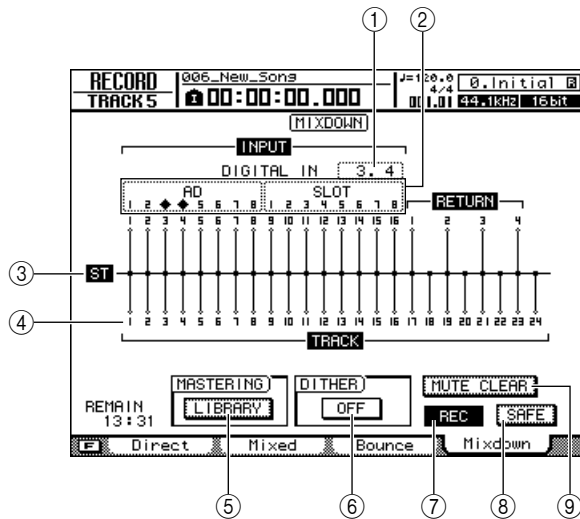 ① ②
RECORD
TRACK 5
006_New_Song
00:00:00.000
J=120.0
4/4
001.01
0.Initial
44.1kHz 16bit
MIXDOWN
INPUT
DIGITAL IN 3. 4
AD SLOT
1 2 ◆ ◆ 5 6 7 8 1 2 3 4 5 6 7 8
RETURN
1 2 3 4 5 6 7 8 9 10 11 12 13 14 15 16 1 2 3 4
③ ST
④ 1 2 3 4 5 6 7 8 9 10 11 12 13 14 15 16 17 18 19 20 21 22 23 24
TRACK
MASTERING DITHER MUTE CLEAR
REMAIN
13:31
LIBRARY OFF REC SAFE
F Direct Mixed Bounce Mixdown
⑤ ⑥ ⑦ ⑧ ⑨